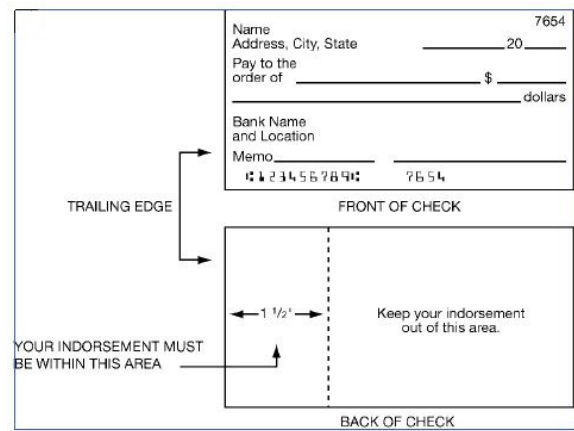 7654
Name
Address, City, State
20
Pay to the
order of $
dollars
Bank Name
and Location
Memo
⑆123456789⑆ 7654
TRAILING EDGE
FRONT OF CHECK
1 1/2'
Keep your indorsement
out of this area.
YOUR INDORSEMENT MUST
BE WITHIN THIS AREA
BACK OF CHECK